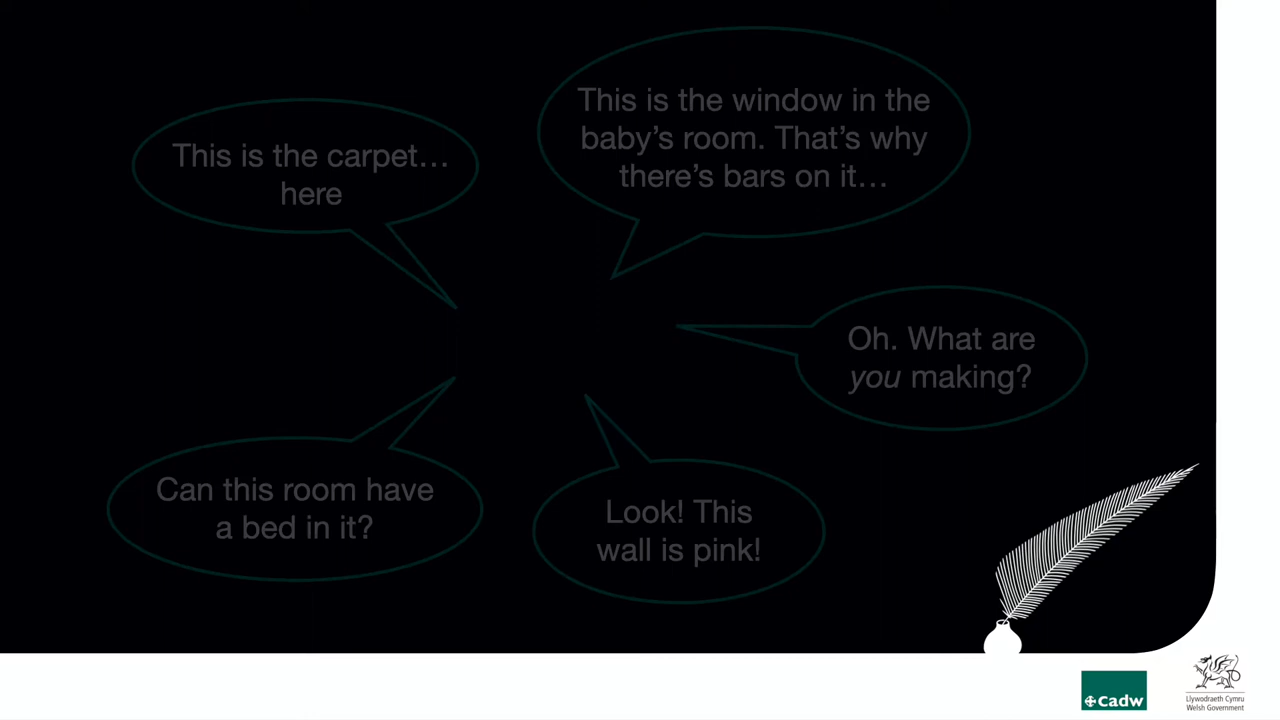 This is the carpet…
here
This is the window in the
baby’s room. That’s why
there’s bars on it…
Oh. What are
you making?
Can this room have
a bed in it?
Look! This
wall is pink!
Cadw
Llywodraeth Cymru
Welsh Government